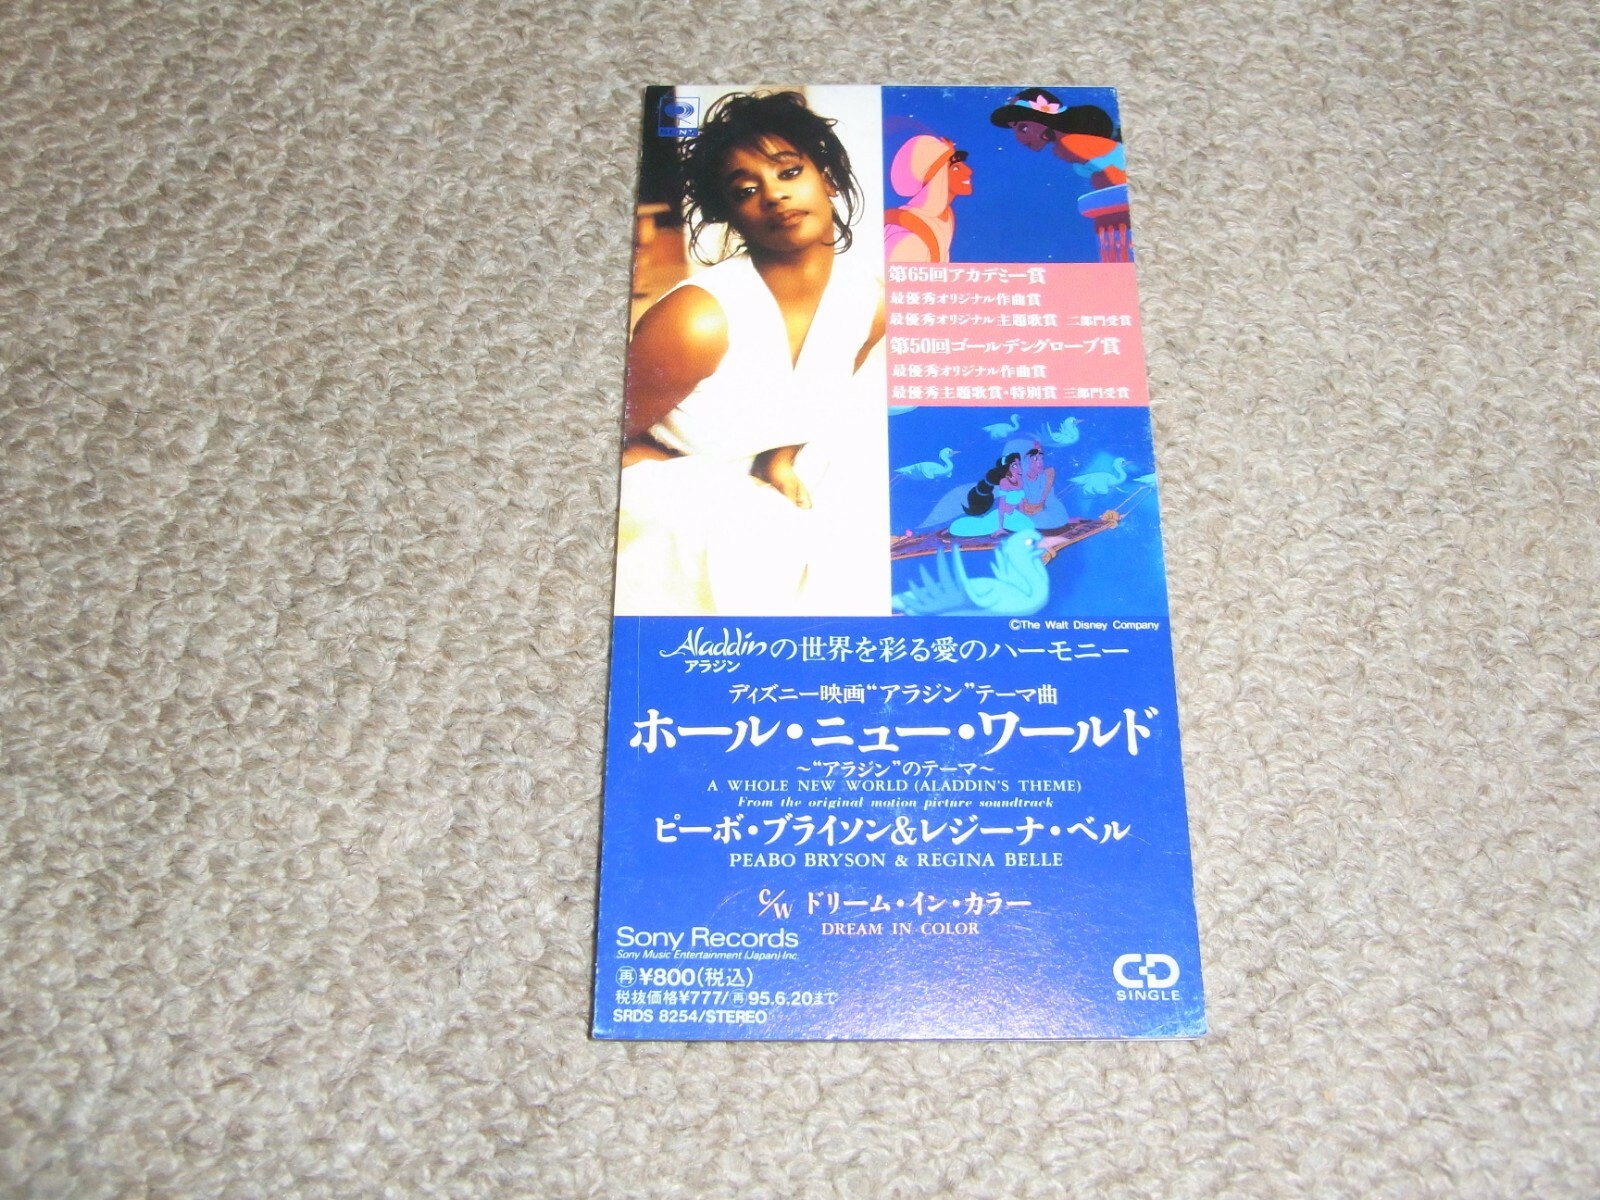 SONY
第65回アカデミー賞
最優秀オリジナル作曲賞
最優秀オリジナル主題歌賞 二部門受賞
第50回ゴールデングローブ賞
最優秀オリジナル作曲賞
最優秀主題歌賞・特別賞 三部門受賞
©The Walt Disney Company
Aladdinの世界を彩る愛のハーモニー
アラジン
ディズニー映画“アラジン”テーマ曲
ホール・ニュー・ワールド
〜“アラジン”のテーマ〜
A WHOLE NEW WORLD (ALADDIN'S THEME)
From the original motion picture soundtrack
ピーボ・ブライソン&レジーナ・ベル
PEABO BRYSON & REGINA BELLE
C/W ドリーム・イン・カラー
DREAM IN COLOR
Sony Records
Sony Music Entertainment (Japan) Inc.
再 ¥800(税込)
税抜価格¥777/再95.6.20まで
SRDS 8254/STEREO
CD
SINGLE